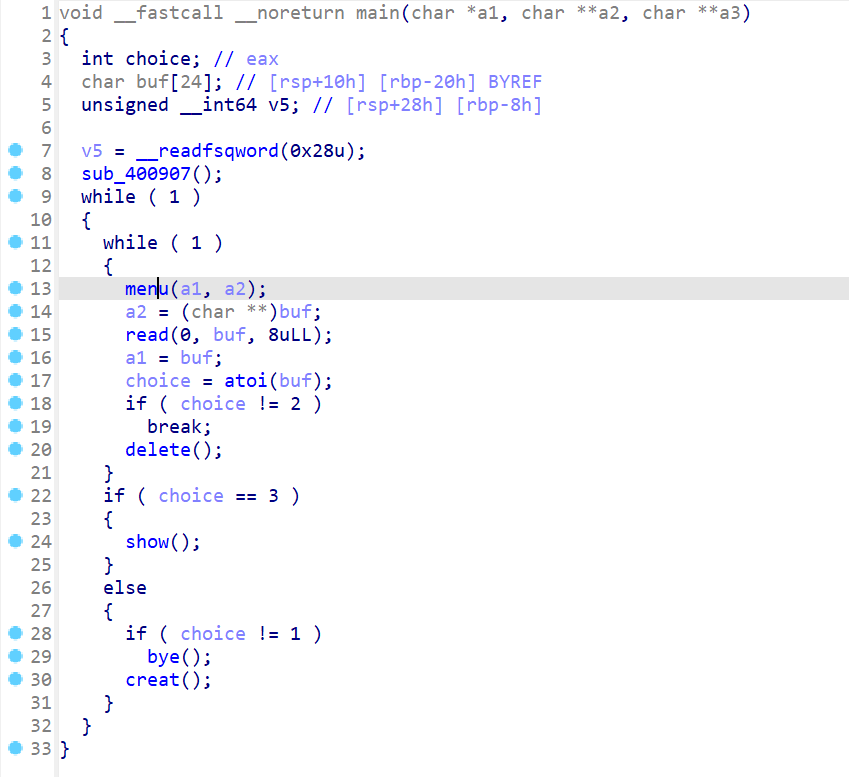 1 void __fastcall __noreturn main(char *a1, char **a2, char **a3)
2 {
3   int choice; // eax
4   char buf[24]; // [rsp+10h] [rbp-20h] BYREF
5   unsigned __int64 v5; // [rsp+28h] [rbp-8h]
6
7   v5 = __readfsqword(0x28u);
8   sub_400907();
9   while ( 1 )
10   {
11     while ( 1 )
12     {
13       menu(a1, a2);
14       a2 = (char **)buf;
15       read(0, buf, 8uLL);
16       a1 = buf;
17       choice = atoi(buf);
18       if ( choice != 2 )
19         break;
20       delete();
21     }
22     if ( choice == 3 )
23     {
24       show();
25     }
26     else
27     {
28       if ( choice != 1 )
29         bye();
30       creat();
31     }
32   }
33 }